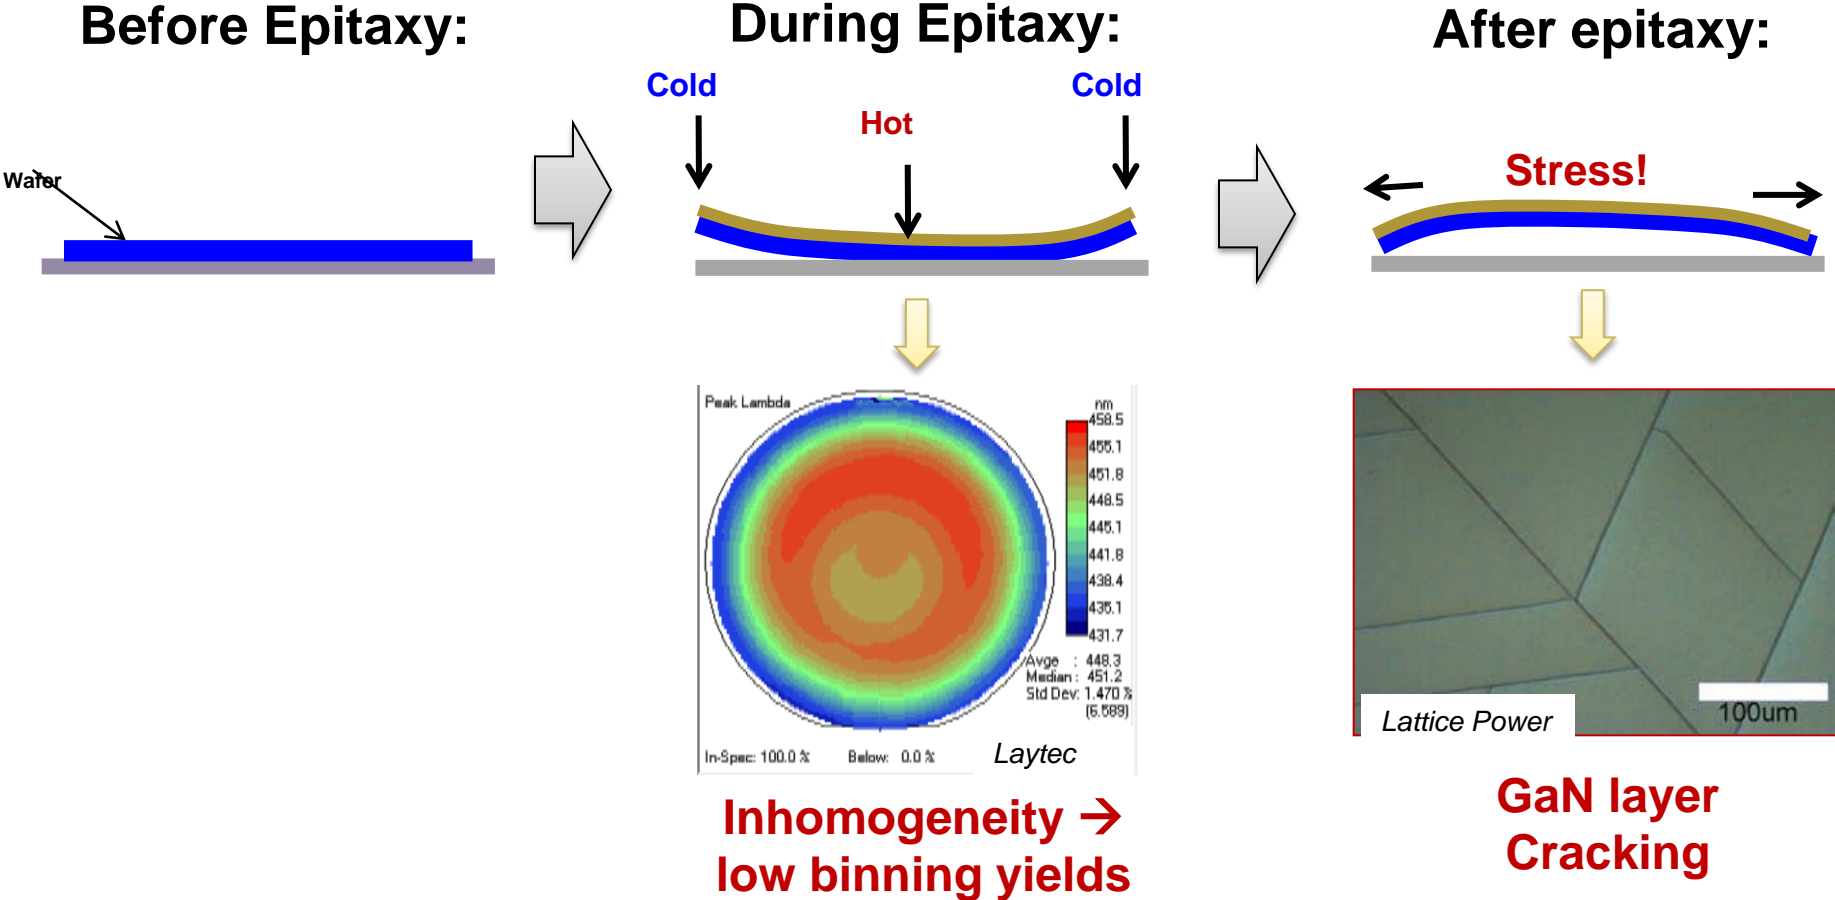 Before Epitaxy:
During Epitaxy:
After epitaxy:
Cold
Cold
Hot
Stress!
Wafer
Peak Lambda
nm
458.5
455.1
451.8
448.5
445.1
441.8
438.4
435.1
431.7
Avge : 448.3
Median : 451.2
Std Dev: 1.470 %
(6.589)
In-Spec: 100.0 %
Below: 0.0 %
Laytec
100um
Lattice Power
Inhomogeneity →
low binning yields
GaN layer
Cracking